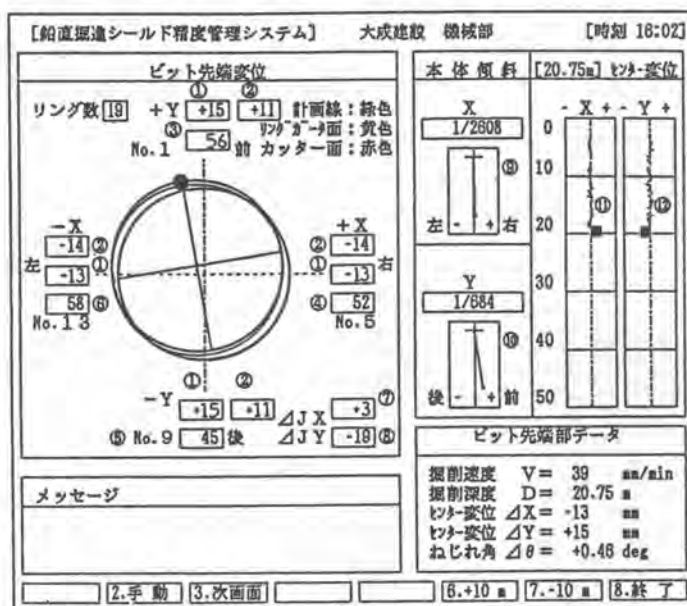 [鉛直掘進シールド精度管理システム] 大成建設 機械部 [時刻 16:02]
ビット先端変位
① ②
リング数 19 +Y +15 +11 計画線:緑色
③ リングガータ面:黄色
No.1 56 前 カッター面:赤色
-X +X
-14 ② ② -14
左 -13 ① ① -13 右
58 ⑥ ④ 52
No.13 No.5
① ②
-Y +15 +11 ⊿JX +3 ⑦
⑤ No.9 45 後 ⊿JY -19 ⑧
本体傾斜
X
1/2608
⑨
左 - + 右
Y
1/684
⑩
後 - + 前
[20.75m] センター変位
- X + - Y +
0
10
⑪ ⑫
20
30
40
50
ビット先端部データ
掘削速度 V= 39 mm/min
掘削深度 D= 20.75 m
センター変位 ⊿X= -13 mm
センター変位 ⊿Y= +15 mm
ねじれ角 ⊿θ= +0.46 deg
メッセージ
2.手動 3.次画面 6.+10 m 7.-10 m 8.終了